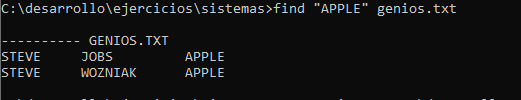 C:\desarrollo\ejercicios\sistemas>find "APPLE" genios.txt
---------- GENIOS.TXT
STEVE JOBS APPLE
STEVE WOZNIAK APPLE